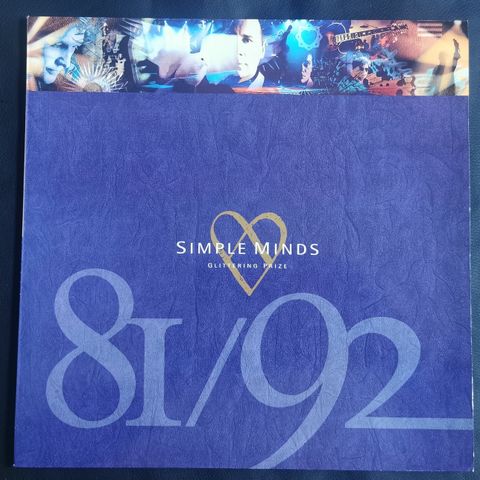 SIMPLE MINDS
GLITTERING PRIZE
81/92